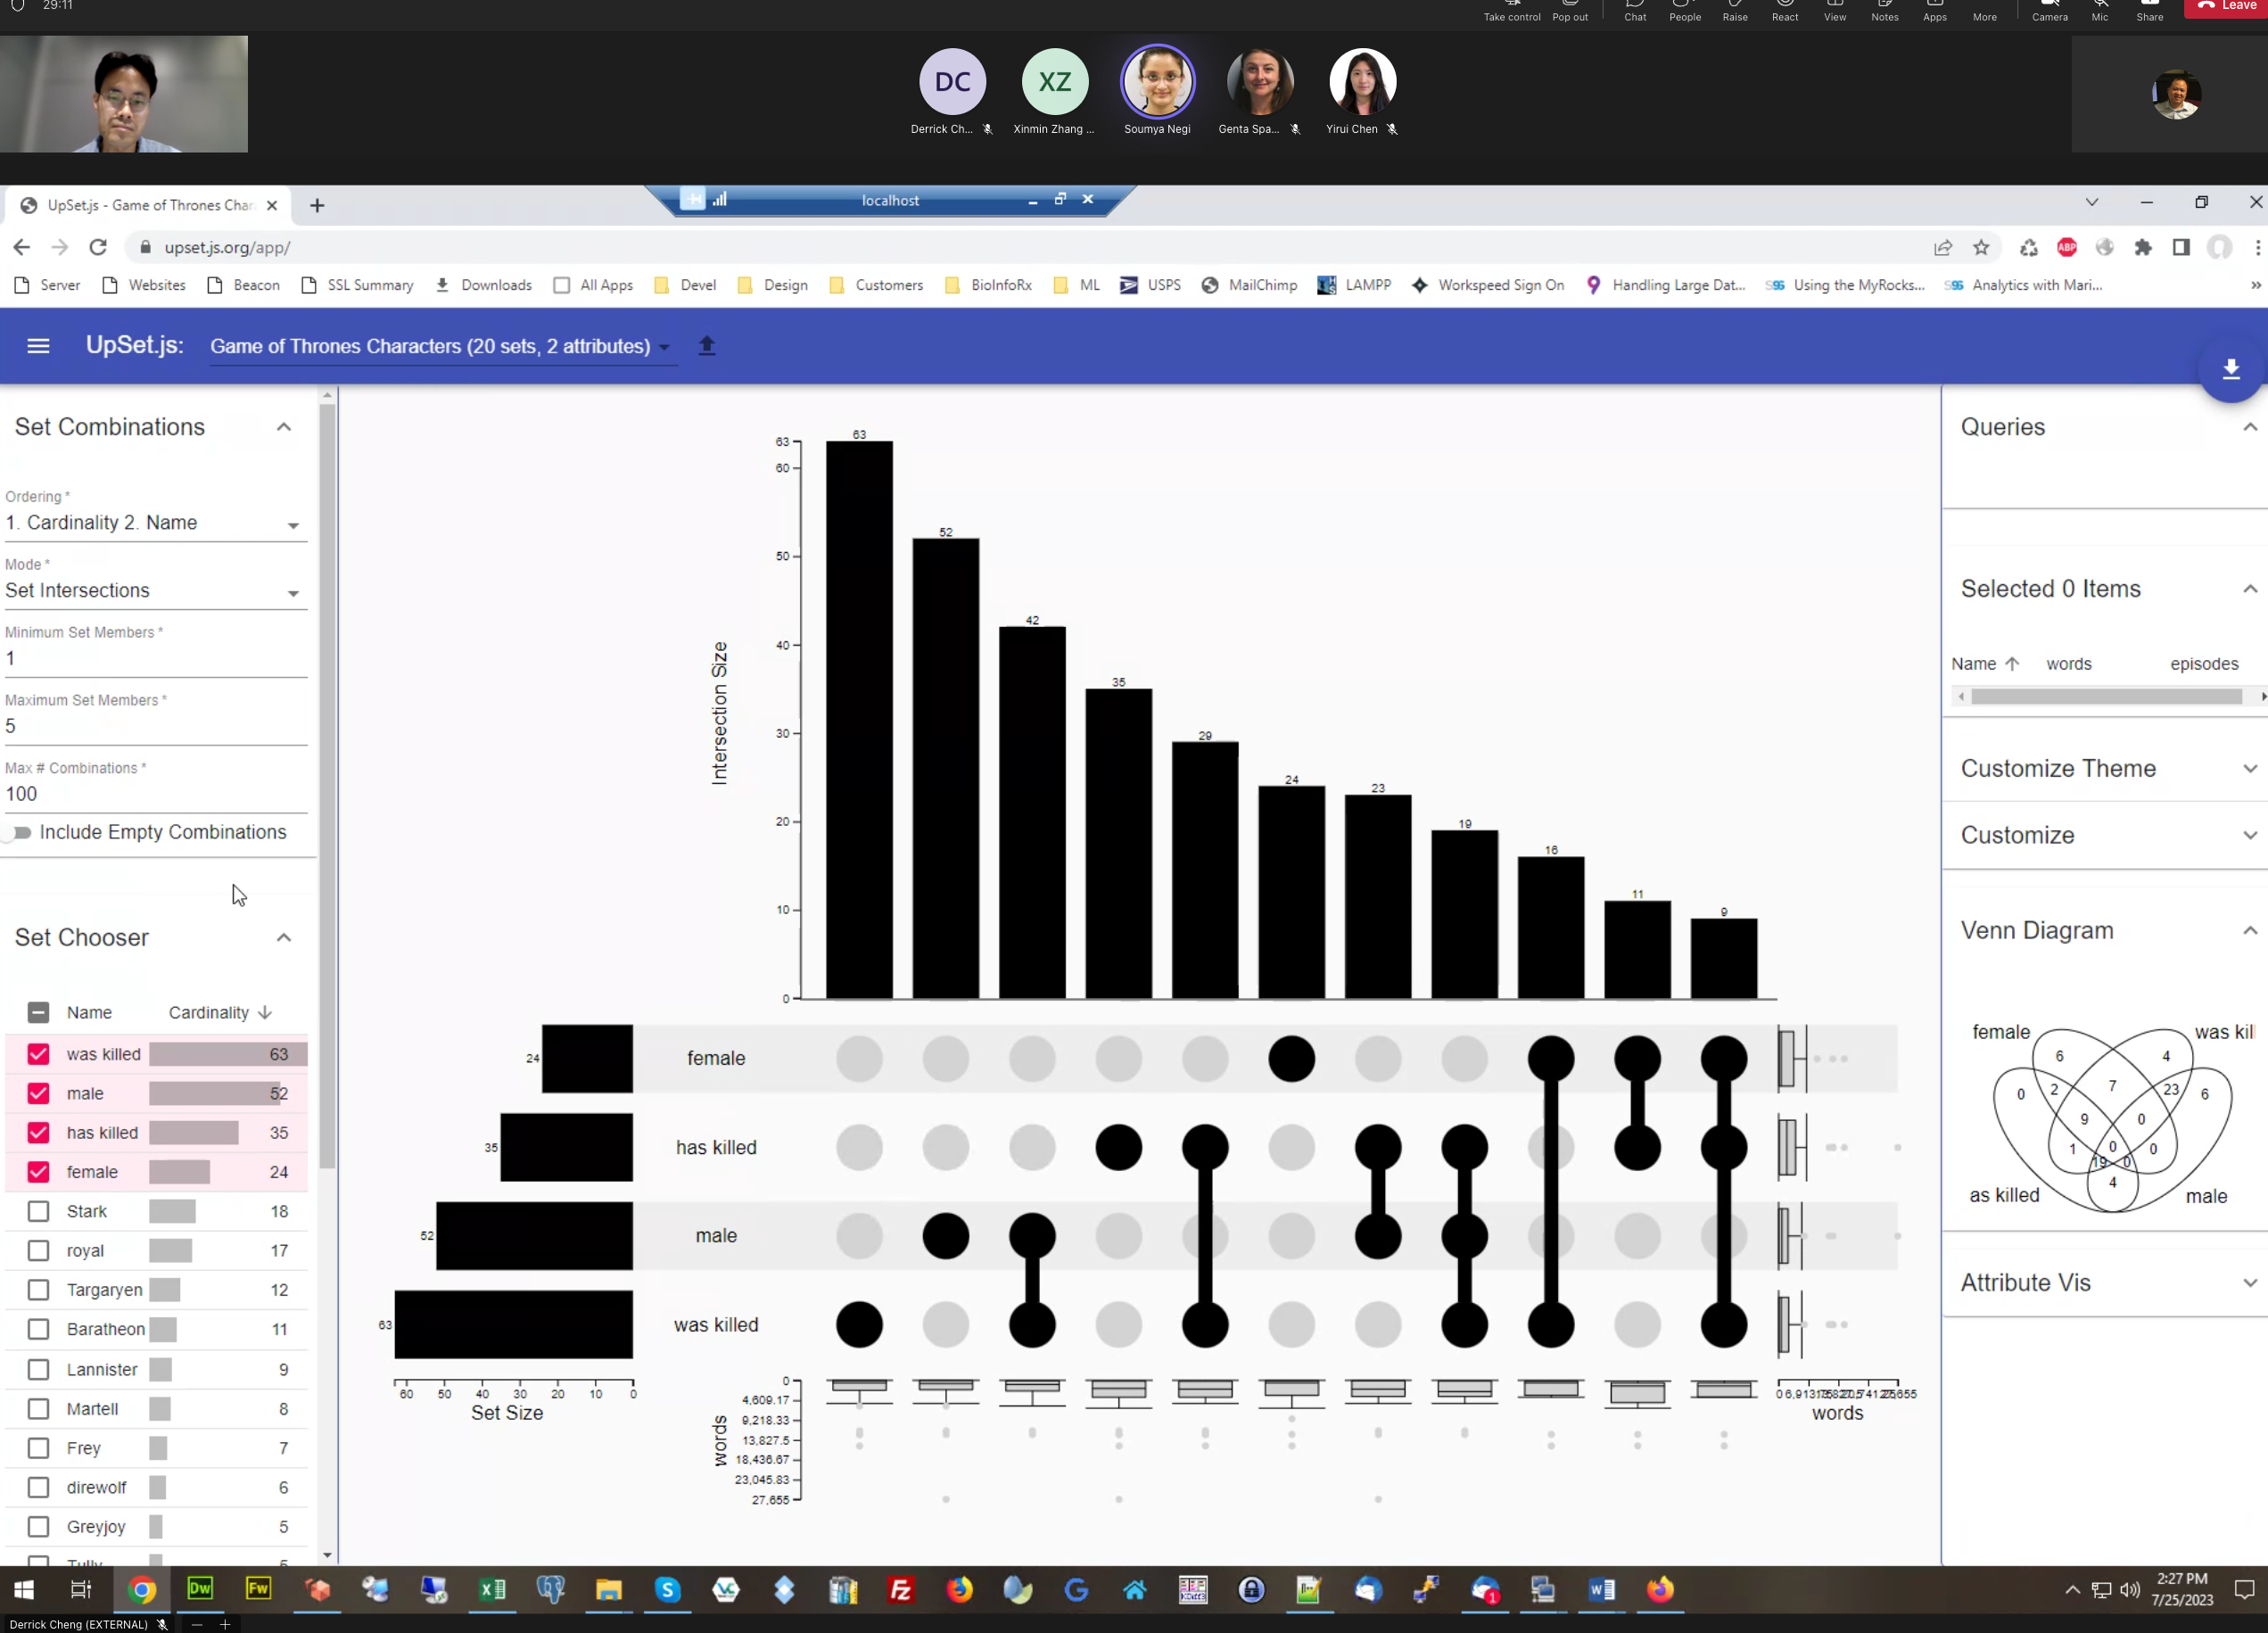 29:11
Take control Pop out Chat People Raise React View Notes Apps More Camera Mic Share Leave
DC XZ
Derrick Ch... Xinmin Zhang ... Soumya Negi Genta Spa... Yirui Chen
UpSet.js - Game of Thrones Char
localhost
upset.js.org/app/
ABP
Server Websites Beacon SSL Summary Downloads All Apps Devel Design Customers BioInfoRx ML USPS MailChimp LAMPP Workspeed Sign On Handling Large Dat... Using the MyRocks... Analytics with Mari... »
UpSet.js: Game of Thrones Characters (20 sets, 2 attributes)
Set Combinations
Ordering *
1. Cardinality 2. Name
Mode *
Set Intersections
Minimum Set Members *
1
Maximum Set Members *
5
Max # Combinations *
100
Include Empty Combinations
Set Chooser
Name Cardinality
was killed 63
male 52
has killed 35
female 24
Stark 18
royal 17
Targaryen 12
Baratheon 11
Lannister 9
Martell 8
Frey 7
direwolf 6
Greyjoy 5
Tully 5
Intersection Size
63
60
50
40
30
20
10
0
63 52 42 35 29 24 23 19 16 11 9
24 female
35 has killed
52 male
63 was killed
60 50 40 30 20 10 0
Set Size
words
0
4,609.17
9,218.33
13,827.5
18,436.67
23,045.83
27,655
words
Queries
Selected 0 Items
Name words episodes
Customize Theme
Customize
Venn Diagram
female was kil
6 4
0 2 7 23 6
9 0
1 0 0
19 0
4
as killed male
Attribute Vis
Dw Fw
2:27 PM
7/25/2023
Derrick Cheng (EXTERNAL)